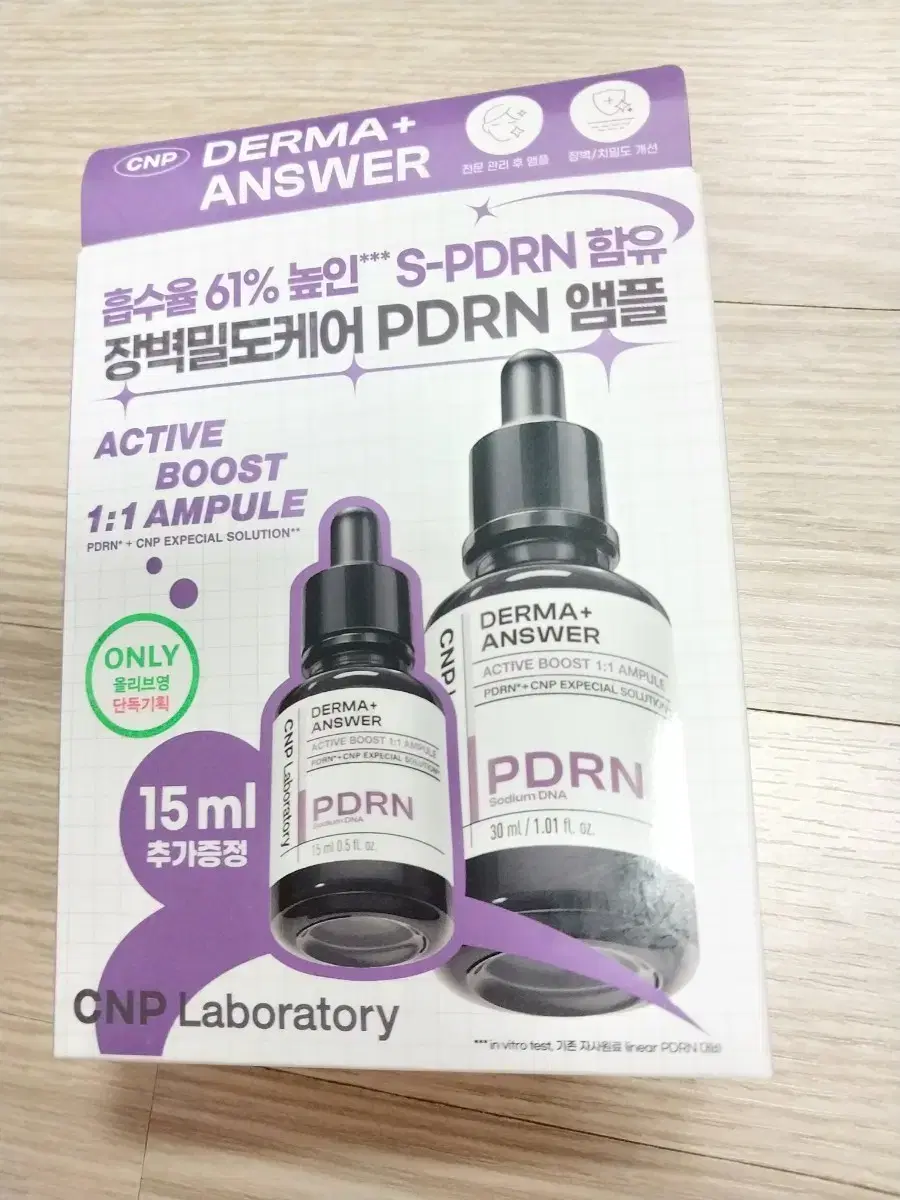 CNP
DERMA+
ANSWER
전문 관리 후 앰플
장벽/치밀도 개선
흡수율 61% 높인*** S-PDRN 함유
장벽밀도케어 PDRN 앰플
ACTIVE
BOOST
1:1 AMPULE
PDRN* + CNP EXPECIAL SOLUTION**
ONLY
올리브영
단독기획
15 ml
추가증정
CNP Laboratory
DERMA+
ANSWER
ACTIVE BOOST 1:1 AMPULE
PDRN*+CNP EXPECIAL SOLUTION**
PDRN
Sodium DNA
15 ml 0.5 fl. oz.
CNP L
DERMA+
ANSWER
ACTIVE BOOST 1:1 AMPULE
PDRN*+CNP EXPECIAL SOLUTION
PDRN
Sodium DNA
30 ml / 1.01 fl. oz.
CNP Laboratory
*** in vitro test, 기존 자사원료 linear PDRN 대비